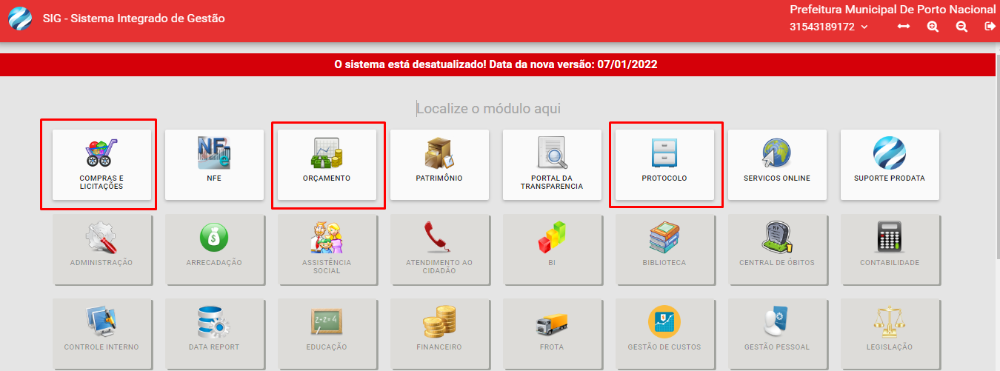 SIG - Sistema Integrado de Gestão
Prefeitura Municipal De Porto Nacional
31543189172
O sistema está desatualizado! Data da nova versão: 07/01/2022
Localize o módulo aqui
COMPRAS E
LICITAÇÕES
NFE
ORÇAMENTO
PATRIMÔNIO
PORTAL DA
TRANSPARENCIA
PROTOCOLO
SERVICOS ONLINE
SUPORTE PRODATA
ADMINISTRAÇÃO
ARRECADAÇÃO
ASSISTÊNCIA
SOCIAL
ATENDIMENTO AO
CIDADÃO
BI
BIBLIOTECA
CENTRAL DE ÓBITOS
CONTABILIDADE
CONTROLE INTERNO
DATA REPORT
EDUCAÇÃO
FINANCEIRO
FROTA
GESTÃO DE CUSTOS
GESTÃO PESSOAL
LEGISLAÇÃO